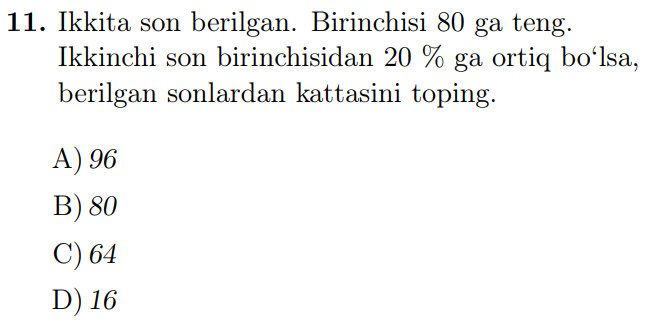 11. Ikkita son berilgan. Birinchisi 80 ga teng.
Ikkinchi son birinchisidan 20 % ga ortiq bo‘lsa,
berilgan sonlardan kattasini toping.
A) 96
B) 80
C) 64
D) 16